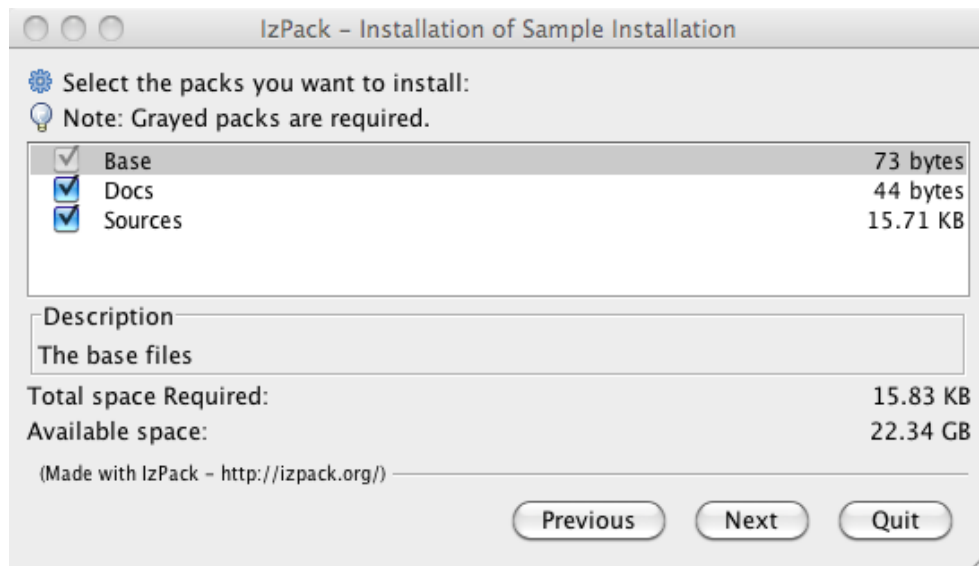 IzPack – Installation of Sample Installation
Select the packs you want to install:
Note: Grayed packs are required.
Base 73 bytes
Docs 44 bytes
Sources 15.71 KB
Description
The base files
Total space Required: 15.83 KB
Available space: 22.34 GB
(Made with IzPack – http://izpack.org/)
Previous Next Quit